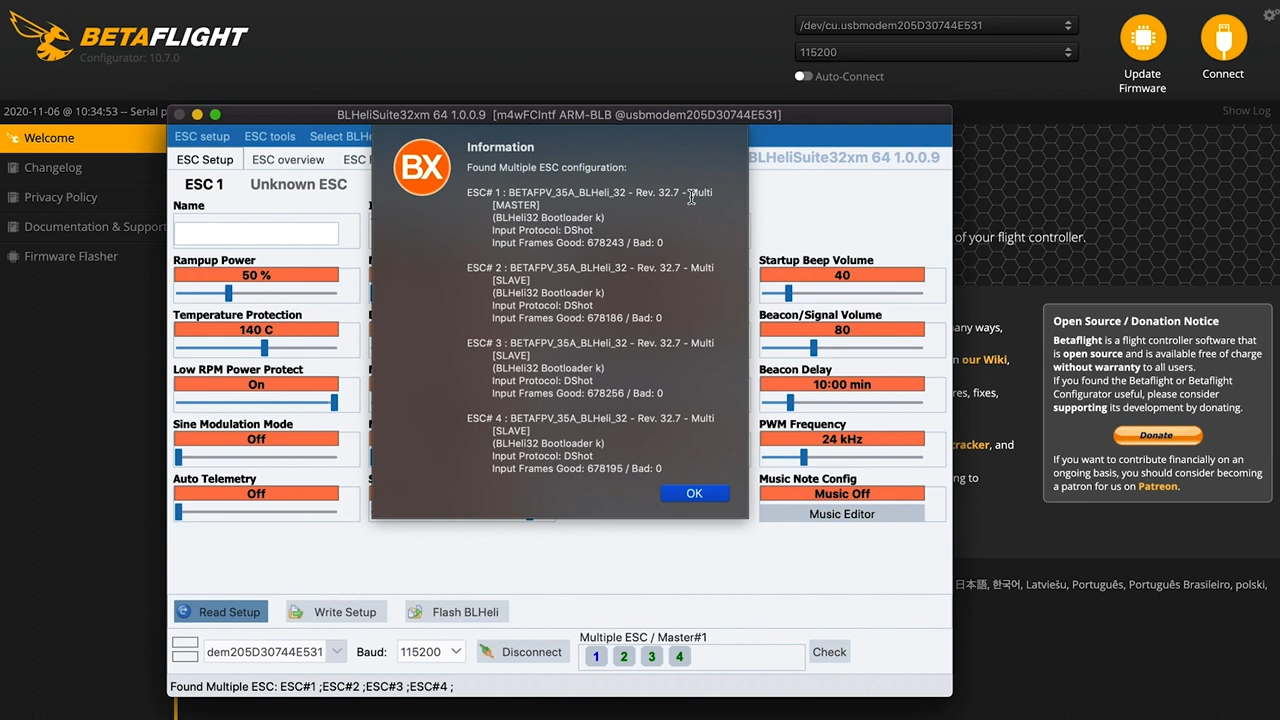 BETAFLIGHT
Configurator: 10.7.0
/dev/cu.usbmodem205D30744E531
115200
Auto-Connect
Update
Firmware
Connect
2020-11-06 @ 10:34:53 -- Serial p
Show Log
Welcome
Changelog
Privacy Policy
Documentation & Support
Firmware Flasher
BLHeliSuite32xm 64 1.0.0.9 [m4wFCIntf ARM-BLB @usbmodem205D30744E531]
ESC setup
ESC tools
Select BLHe
ESC Setup
ESC overview
ESC
BLHeliSuite32xm 64 1.0.0.9
ESC 1
Unknown ESC
Name
Rampup Power
50 %
Temperature Protection
140 C
Low RPM Power Protect
On
Sine Modulation Mode
Off
Auto Telemetry
Off
BX
Information
Found Multiple ESC configuration:
ESC# 1 : BETAFPV_35A_BLHeli_32 - Rev. 32.7 - Multi
[MASTER]
(BLHeli32 Bootloader k)
Input Protocol: DShot
Input Frames Good: 678243 / Bad: 0
ESC# 2 : BETAFPV_35A_BLHeli_32 - Rev. 32.7 - Multi
[SLAVE]
(BLHeli32 Bootloader k)
Input Protocol: DShot
Input Frames Good: 678186 / Bad: 0
ESC# 3 : BETAFPV_35A_BLHeli_32 - Rev. 32.7 - Multi
[SLAVE]
(BLHeli32 Bootloader k)
Input Protocol: DShot
Input Frames Good: 678256 / Bad: 0
ESC# 4 : BETAFPV_35A_BLHeli_32 - Rev. 32.7 - Multi
[SLAVE]
(BLHeli32 Bootloader k)
Input Protocol: DShot
Input Frames Good: 678195 / Bad: 0
OK
Startup Beep Volume
40
Beacon/Signal Volume
80
Beacon Delay
10:00 min
PWM Frequency
24 kHz
Music Note Config
Music Off
Music Editor
Read Setup
Write Setup
Flash BLHeli
dem205D30744E531
Baud:
115200
Disconnect
Multiple ESC / Master#1
1 2 3 4
Check
Found Multiple ESC: ESC#1 ;ESC#2 ;ESC#3 ;ESC#4 ;
of your flight controller.
any ways,
our Wiki,
res, fixes,
tracker, and
ng to
Open Source / Donation Notice
Betaflight is a flight controller software that
is open source and is available free of charge
without warranty to all users.
If you found the Betaflight or Betaflight
Configurator useful, please consider
supporting its development by donating.
Donate
If you want to contribute financially on an
ongoing basis, you should consider becoming
a patron for us on Patreon.
日本語, 한국어, Latviešu, Português, Português Brasileiro, polski,